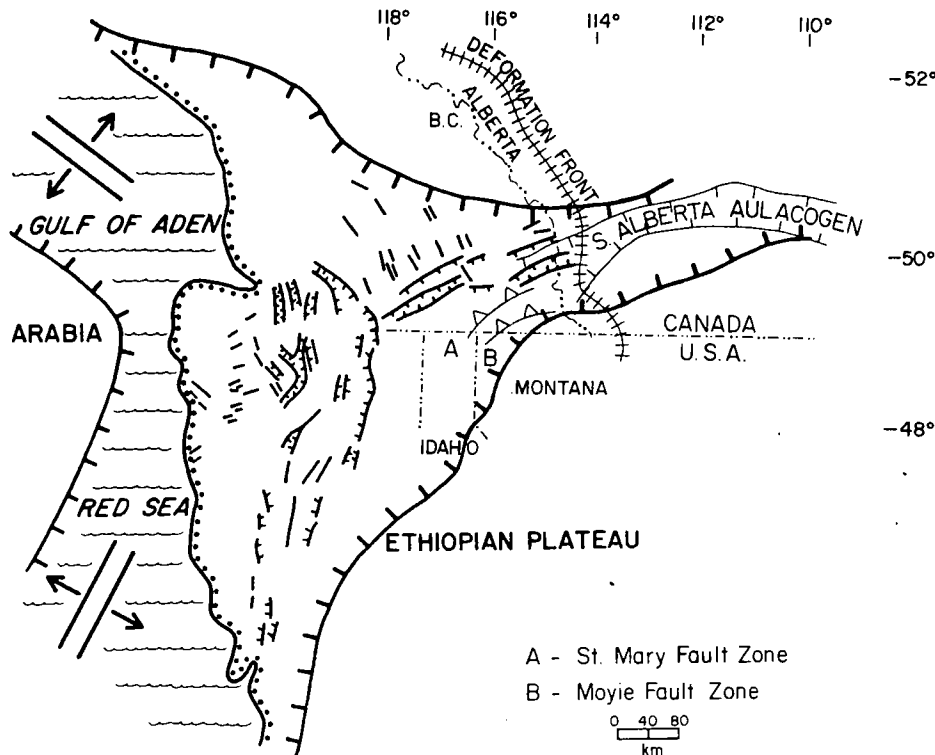 118°
116°
114°
112°
110°
DEFORMATION FRONT
-52°
B.C.
ALBERTA
GULF OF ADEN
S. ALBERTA AULACOGEN
-50°
ARABIA
A
B
CANADA
U.S.A.
MONTANA
IDAHO
-48°
RED SEA
ETHIOPIAN PLATEAU
A - St. Mary Fault Zone
B - Moyie Fault Zone
0 40 80
km